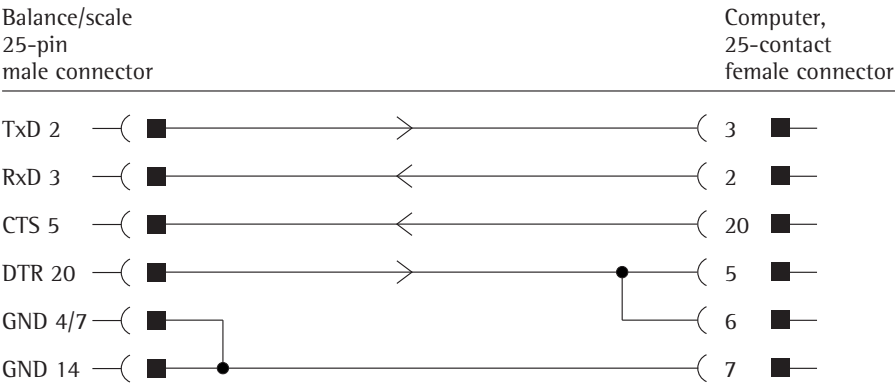 Balance/scale
25-pin
male connector
Computer,
25-contact
female connector
TxD 2 3
RxD 3 2
CTS 5 20
DTR 20 5
GND 4/7 6
GND 14 7